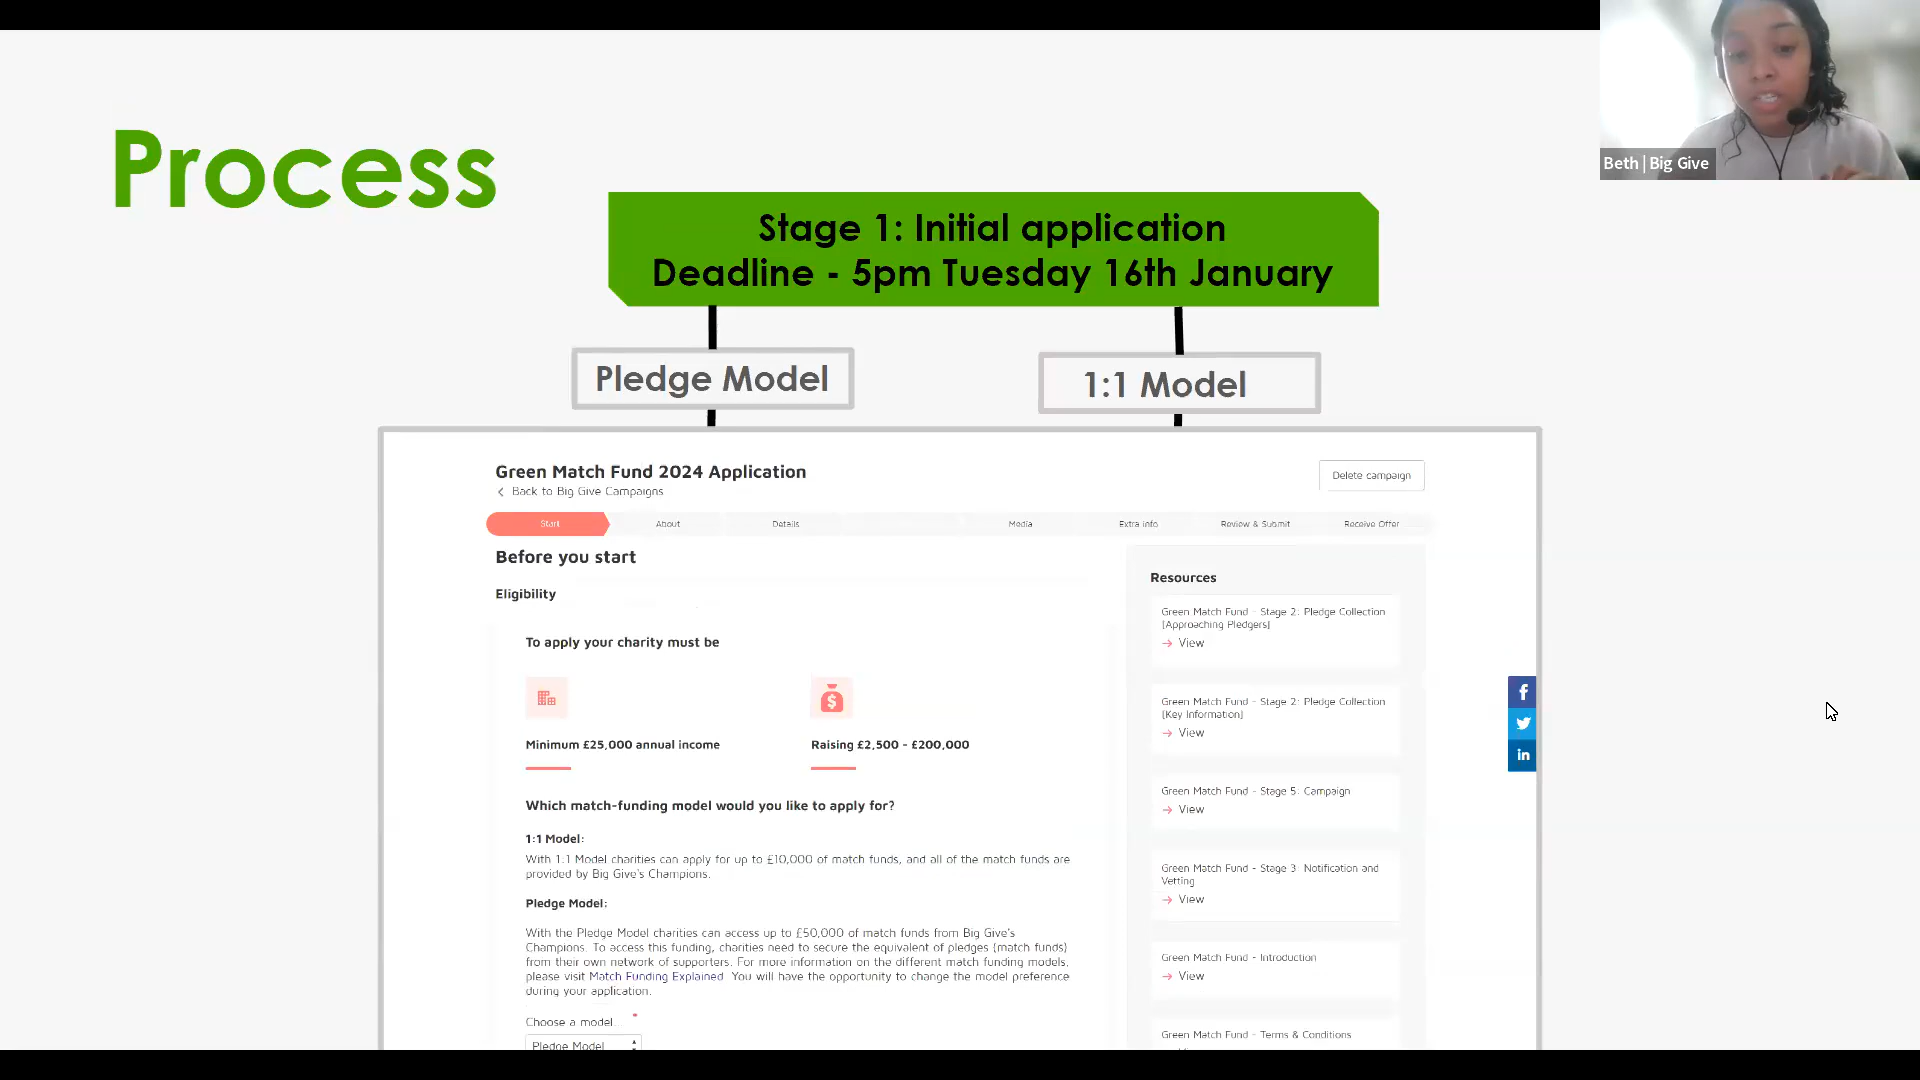 Beth | Big Give
Process
Stage 1: Initial application
Deadline - 5pm Tuesday 16th January
Pledge Model
1:1 Model
Green Match Fund 2024 Application
Back to Big Give Campaigns
Delete campaign
Start
About
Details
Media
Extra info
Review & Submit
Receive Offer
Before you start
Eligibility
To apply your charity must be
Minimum £25,000 annual income
Raising £2,500 - £200,000
Which match-funding model would you like to apply for?
1:1 Model:
With 1:1 Model charities can apply for up to £10,000 of match funds, and all of the match funds are
provided by Big Give's Champions.
Pledge Model:
With the Pledge Model charities can access up to £50,000 of match funds from Big Give's
Champions. To access this funding, charities need to secure the equivalent of pledges (match funds)
from their own network of supporters. For more information on the different match funding models,
please visit Match Funding Explained. You will have the opportunity to change the model preference
during your application.
Choose a model... *
Pledge Model
Resources
Green Match Fund - Stage 2: Pledge Collection
[Approaching Pledgers]
View
Green Match Fund - Stage 2: Pledge Collection
[Key Information]
View
Green Match Fund - Stage 5: Campaign
View
Green Match Fund - Stage 3: Notification and
Vetting
View
Green Match Fund - Introduction
View
Green Match Fund - Terms & Conditions